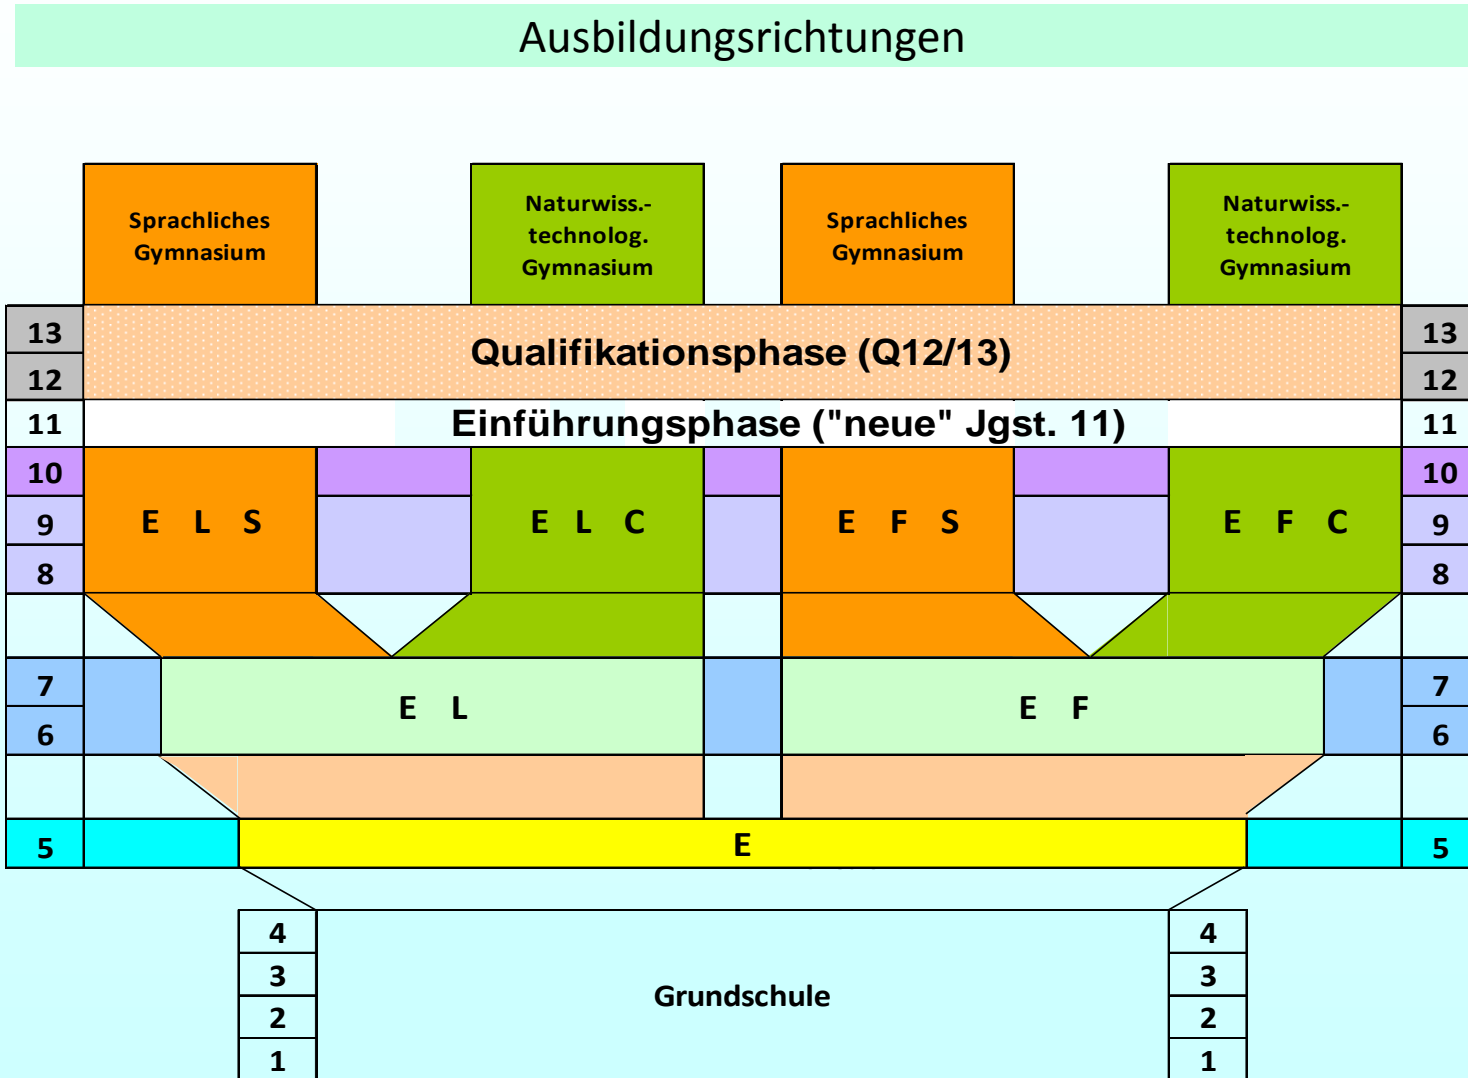 Ausbildungsrichtungen
Sprachliches
Gymnasium
Naturwiss.-
technolog.
Gymnasium
Sprachliches
Gymnasium
Naturwiss.-
technolog.
Gymnasium
13 Qualifikationsphase (Q12/13) 13
12 12
11 Einführungsphase ("neue" Jgst. 11) 11
10 10
9 E L S E L C E F S E F C 9
8 8
7 7
E L E F
6 6
5 E 5
4 4
3 3
Grundschule
2 2
1 1